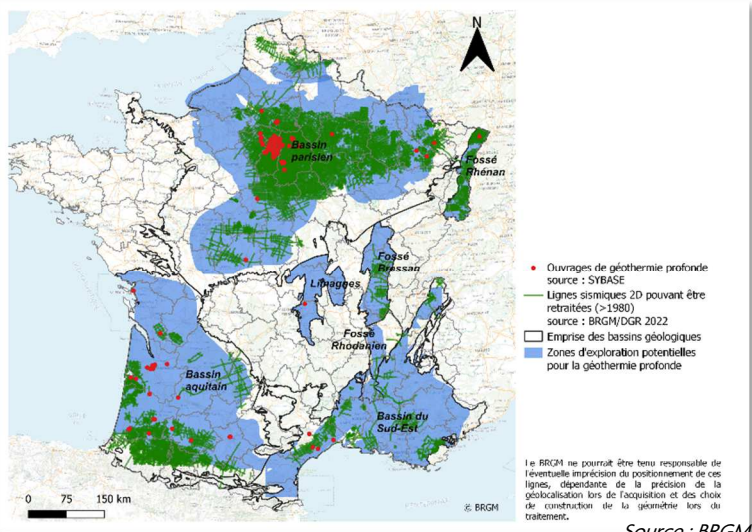 N
Bassin
parisien
Fossé
Rhénan
Fossé
Bressan
Limagnes
Fossé
Rhodanien
Bassin
aquitain
Bassin du
Sud-Est
0 75 150 km
© BRGM
Ouvrages de géothermie profonde
source : SYBASE
Lignes sismiques 2D pouvant être
retraitées (>1980)
source : BRGM/DGR 2022
Emprise des bassins géologiques
Zones d'exploration potentielles
pour la géothermie profonde
Le BRGM ne pourrait être tenu responsable de
l'éventuelle imprécision du positionnement de ces
lignes, dépendante de la précision de la
géolocalisation lors de l'acquisition et des choix
de construction de la géométrie lors du
traitement.
Source : BRGM